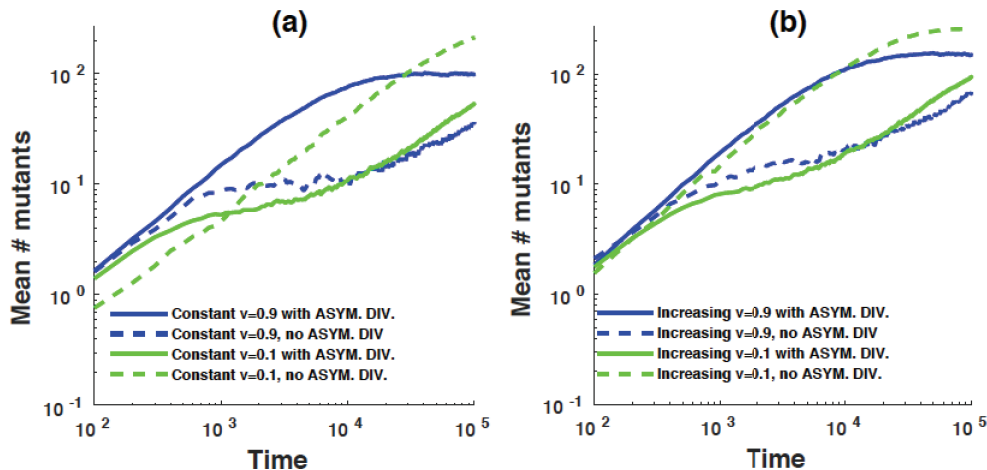 (a)
Mean # mutants
10^2
10^1
10^0
10^-1
Constant v=0.9 with ASYM. DIV.
Constant v=0.9, no ASYM. DIV.
Constant v=0.1 with ASYM. DIV.
Constant v=0.1, no ASYM. DIV.
10^2 10^3 10^4 10^5
Time
(b)
Mean # mutants
10^2
10^1
10^0
10^-1
Increasing v=0.9 with ASYM. DIV.
Increasing v=0.9, no ASYM. DIV
Increasing v=0.1 with ASYM. DIV.
Increasing v=0.1, no ASYM. DIV.
10^2 10^3 10^4 10^5
Time